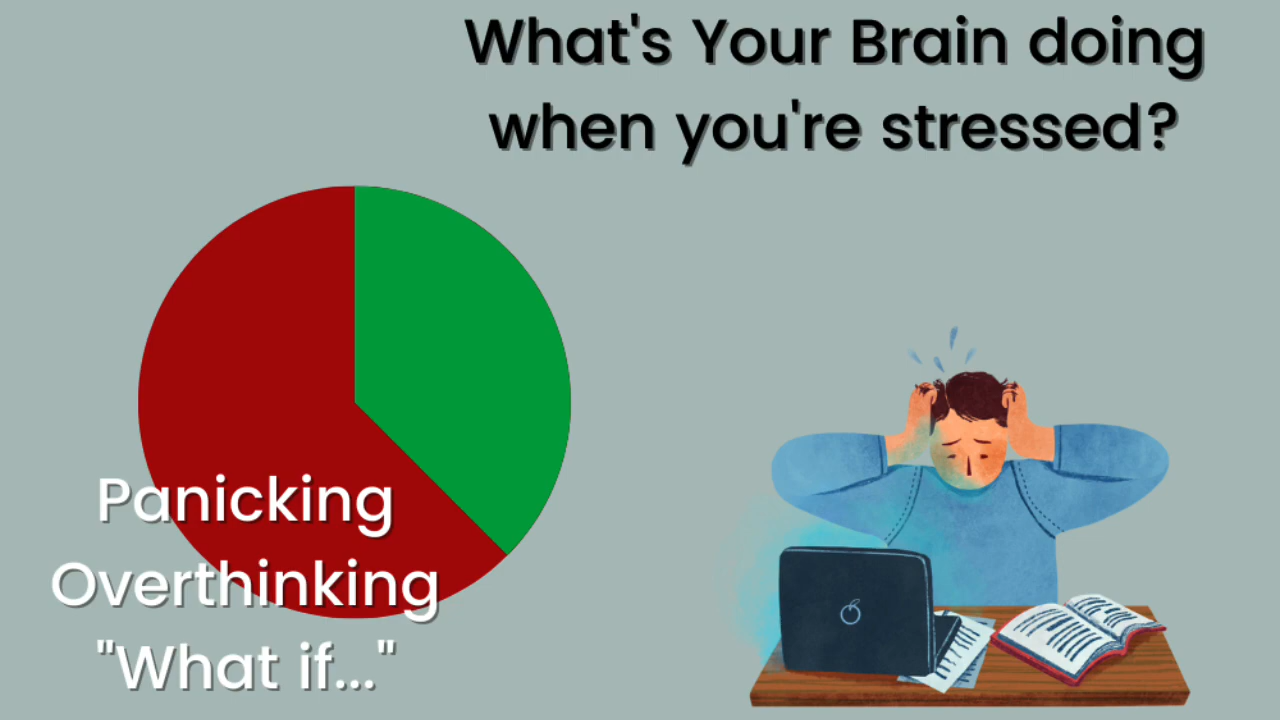 What's Your Brain doing
when you're stressed?
Panicking
Overthinking
"What if..."